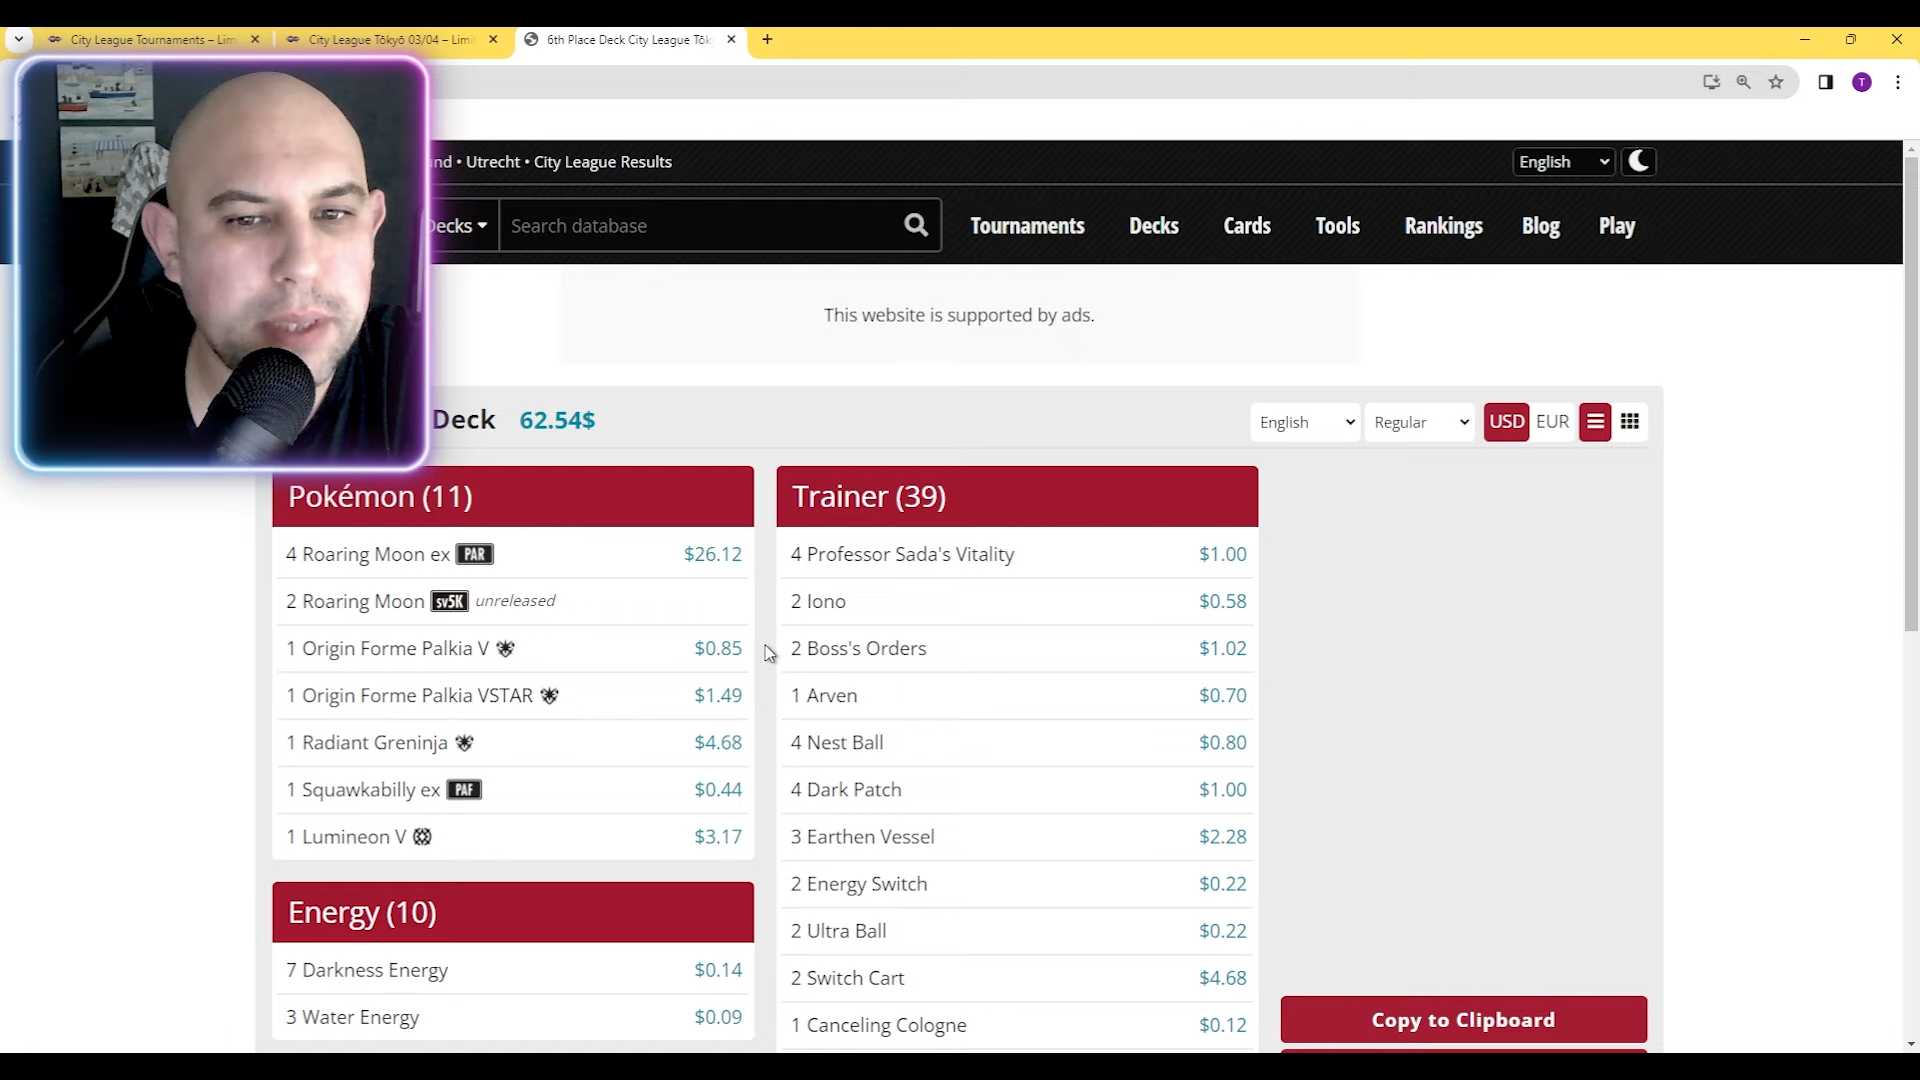 City League Tournaments – Lim
City League Tōkyō 03/04 – Limi
6th Place Deck City League Tōk
T
nd • Utrecht • City League Results
English
Decks
Search database
Tournaments
Decks
Cards
Tools
Rankings
Blog
Play
This website is supported by ads.
Deck 62.54$
English
Regular
USD
EUR
Pokémon (11)
4 Roaring Moon ex PAR $26.12
2 Roaring Moon sv5K unreleased
1 Origin Forme Palkia V $0.85
1 Origin Forme Palkia VSTAR $1.49
1 Radiant Greninja $4.68
1 Squawkabilly ex PAF $0.44
1 Lumineon V $3.17
Energy (10)
7 Darkness Energy $0.14
3 Water Energy $0.09
Trainer (39)
4 Professor Sada's Vitality $1.00
2 Iono $0.58
2 Boss's Orders $1.02
1 Arven $0.70
4 Nest Ball $0.80
4 Dark Patch $1.00
3 Earthen Vessel $2.28
2 Energy Switch $0.22
2 Ultra Ball $0.22
2 Switch Cart $4.68
1 Canceling Cologne $0.12
Copy to Clipboard